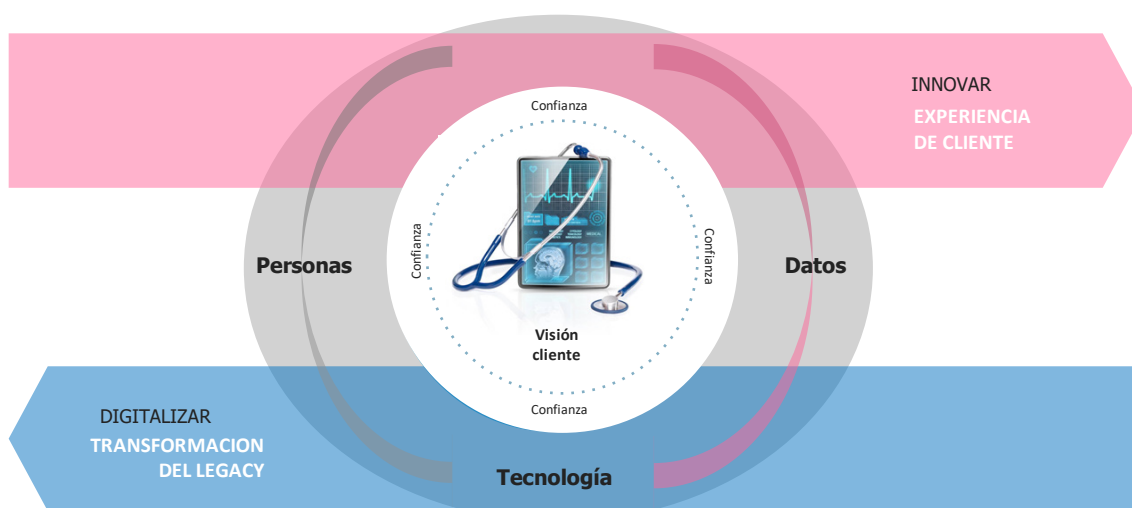 Confianza
INNOVAR
EXPERIENCIA
DE CLIENTE
Confianza
Confianza
Personas
Datos
Visión
cliente
Confianza
DIGITALIZAR
TRANSFORMACION
DEL LEGACY
Tecnología